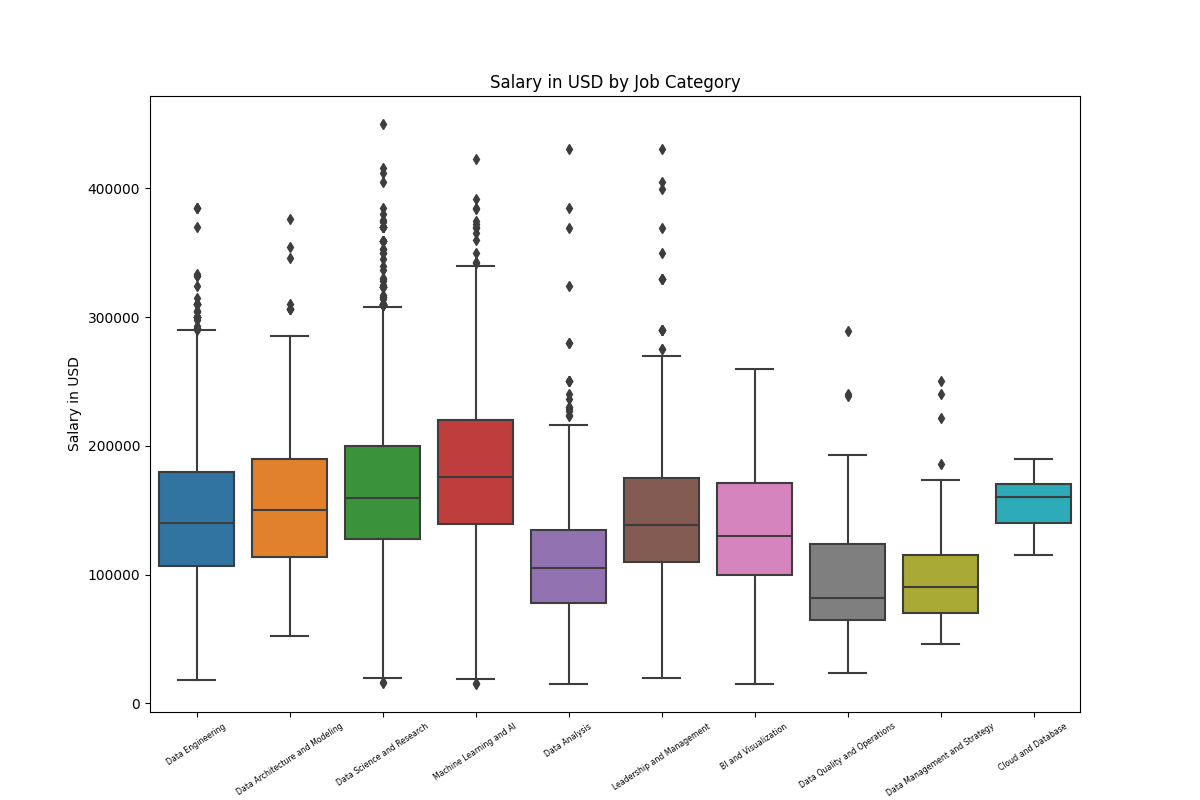 Salary in USD by Job Category
Salary in USD
400000
300000
200000
100000
0
Data Engineering
Data Architecture and Modeling
Data Science and Research
Machine Learning and AI
Data Analysis
Leadership and Management
BI and Visualization
Data Quality and Operations
Data Management and Strategy
Cloud and Database